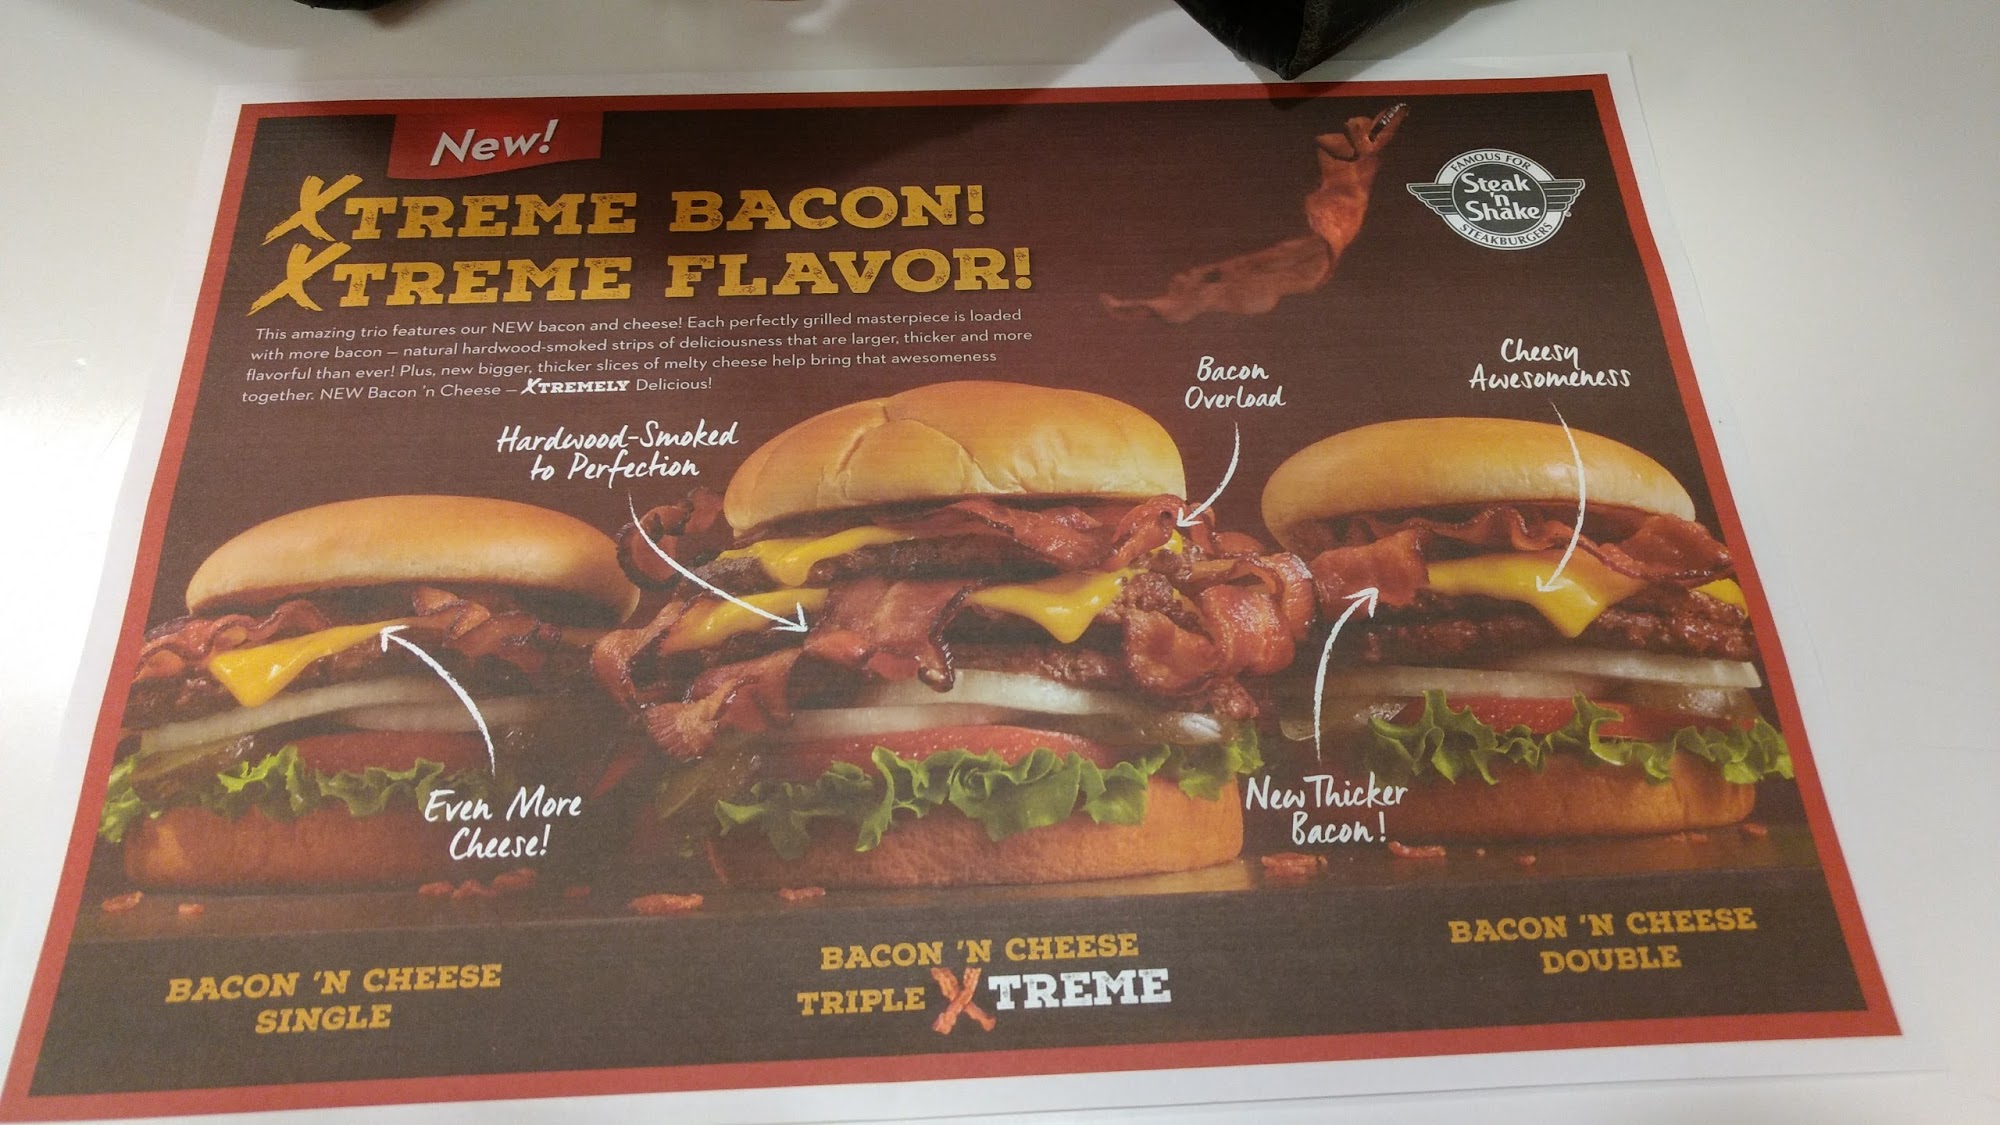 New!
XTREME BACON!
XTREME FLAVOR!
This amazing trio features our NEW bacon and cheese! Each perfectly grilled masterpiece is loaded
with more bacon – natural hardwood-smoked strips of deliciousness that are larger, thicker and more
flavorful than ever! Plus, new bigger, thicker slices of melty cheese help bring that awesomeness
together. NEW Bacon 'n Cheese – XTREMELY Delicious!
FAMOUS FOR
Steak
'n
Shake
STEAKBURGERS
Hardwood-Smoked
to Perfection
Bacon
Overload
Cheesy
Awesomeness
Even More
Cheese!
New Thicker
Bacon!
BACON 'N CHEESE
SINGLE
BACON 'N CHEESE
TRIPLE XTREME
BACON 'N CHEESE
DOUBLE